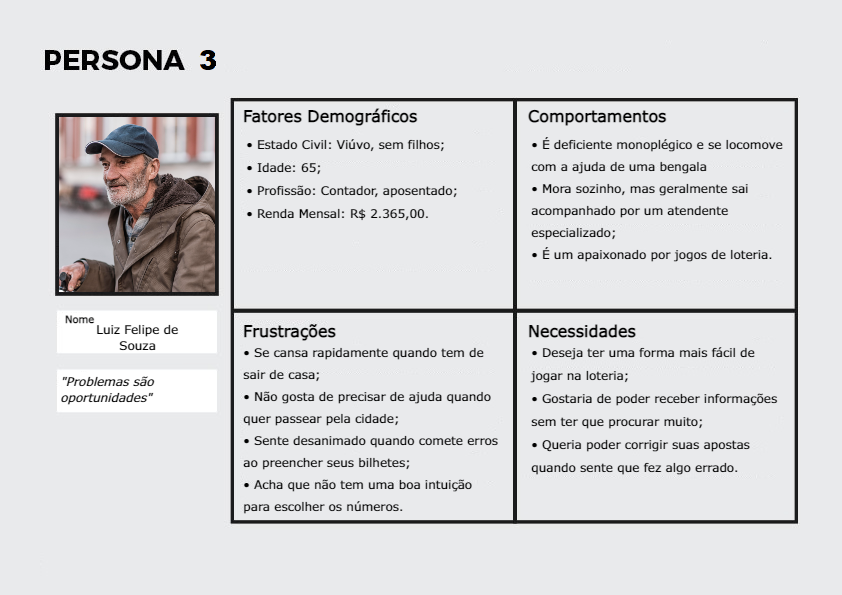 PERSONA 3
Nome
Luiz Felipe de
Souza
"Problemas são
oportunidades"
Fatores Demográficos
• Estado Civil: Viúvo, sem filhos;
• Idade: 65;
• Profissão: Contador, aposentado;
• Renda Mensal: R$ 2.365,00.
Comportamentos
• É deficiente monoplégico e se locomove
com a ajuda de uma bengala
• Mora sozinho, mas geralmente sai
acompanhado por um atendente
especializado;
• É um apaixonado por jogos de loteria.
Frustrações
• Se cansa rapidamente quando tem de
sair de casa;
• Não gosta de precisar de ajuda quando
quer passear pela cidade;
• Sente desanimado quando comete erros
ao preencher seus bilhetes;
• Acha que não tem uma boa intuição
para escolher os números.
Necessidades
• Deseja ter uma forma mais fácil de
jogar na loteria;
• Gostaria de poder receber informações
sem ter que procurar muito;
• Queria poder corrigir suas apostas
quando sente que fez algo errado.